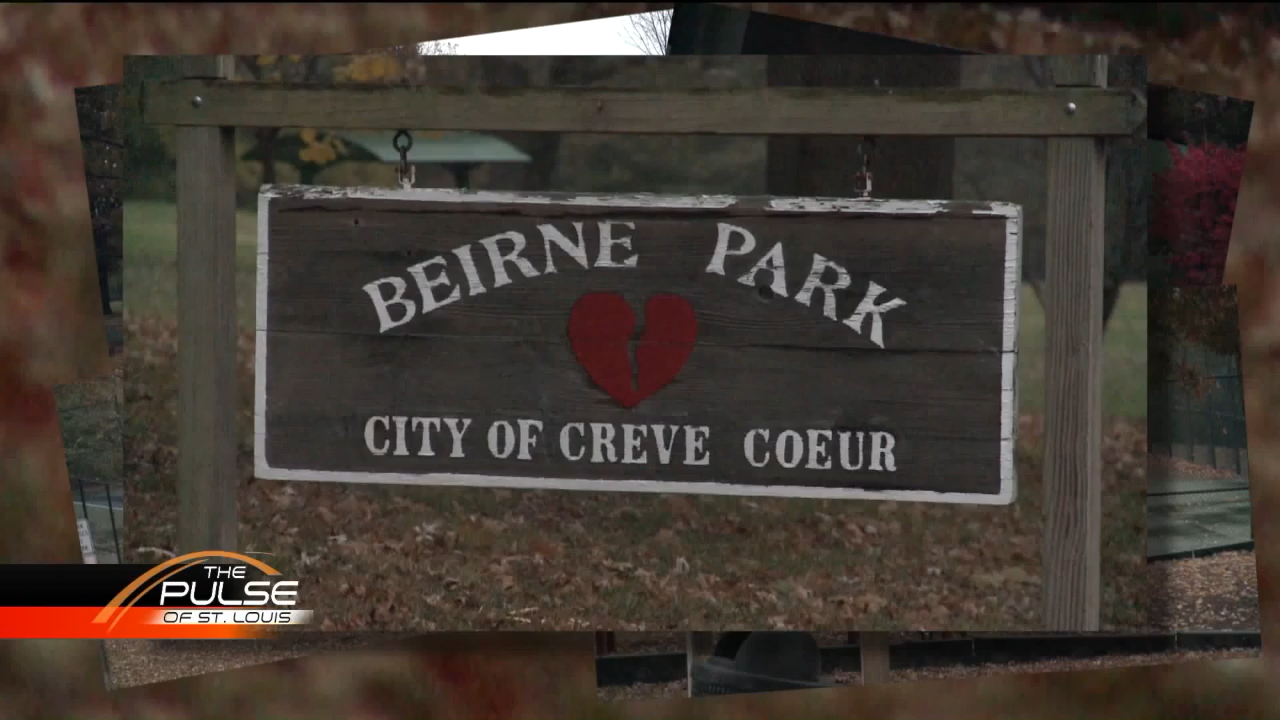 BEIRNE PARK
CITY OF CREVE COEUR
THE
PULSE
OF ST. LOUIS